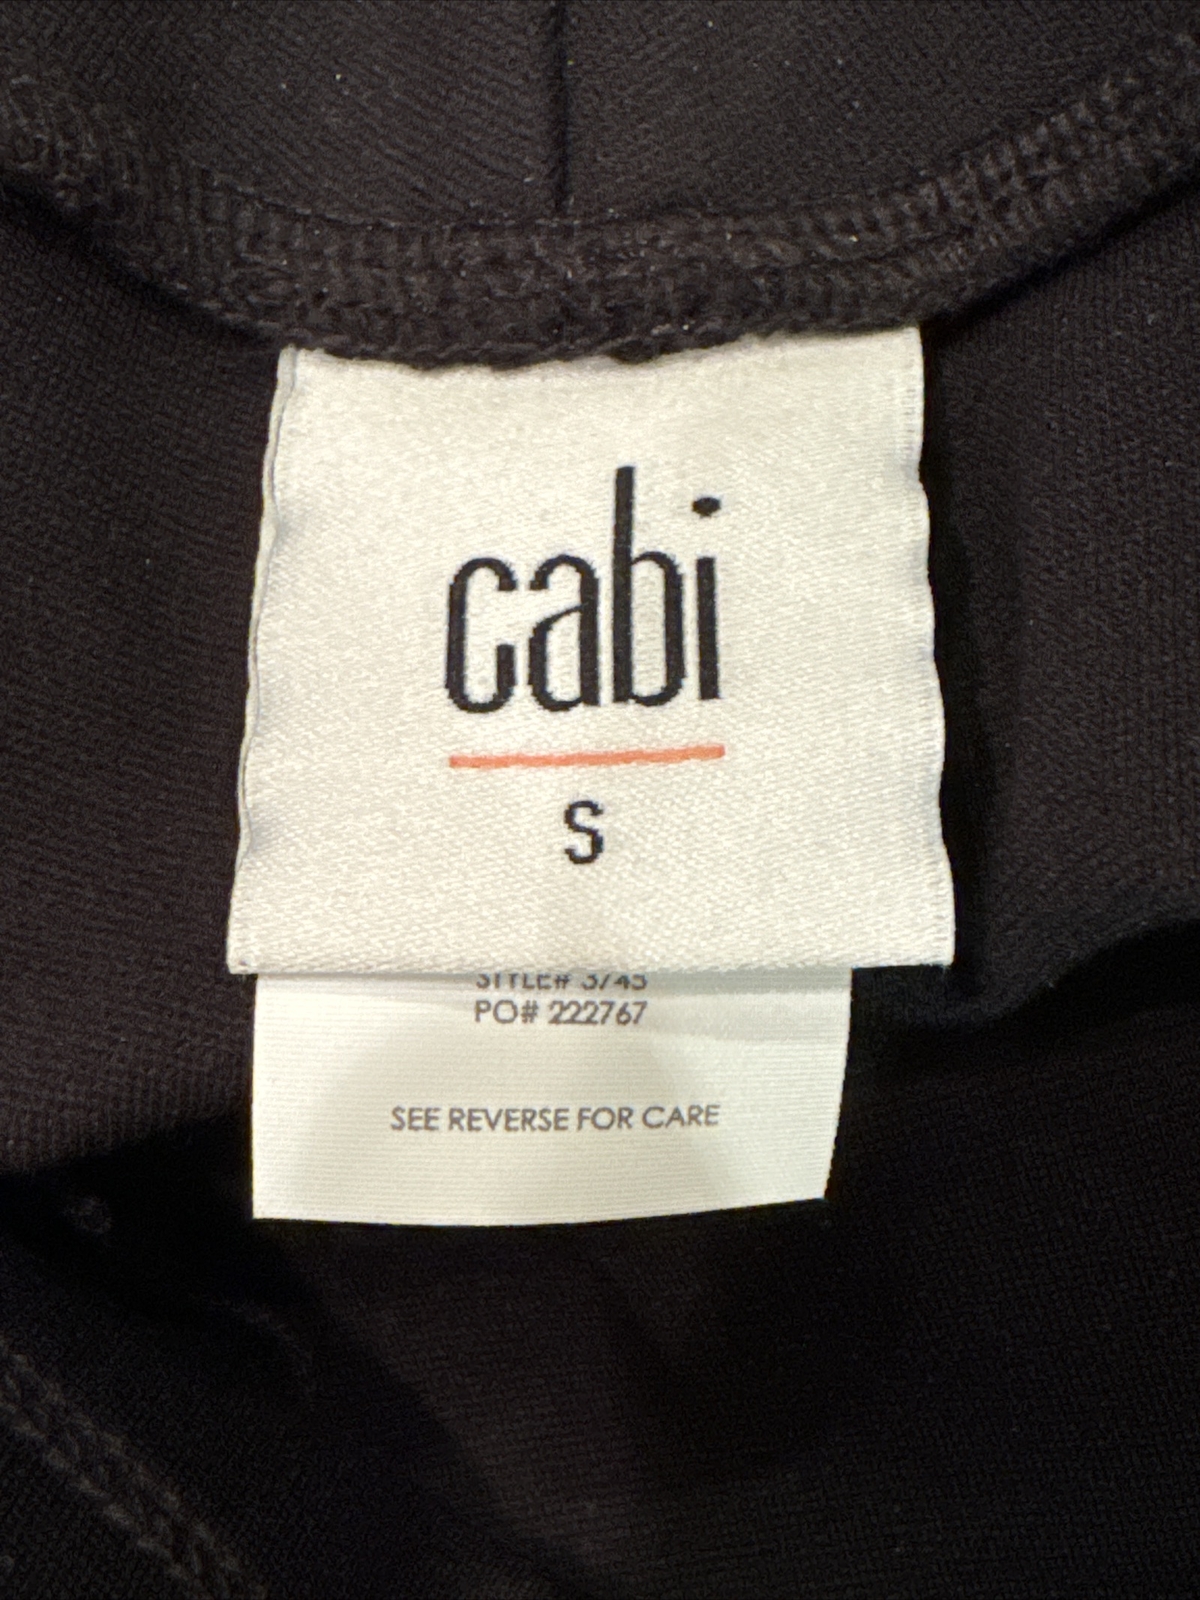 cabi
S
STYLE# 3745
PO# 222767
SEE REVERSE FOR CARE